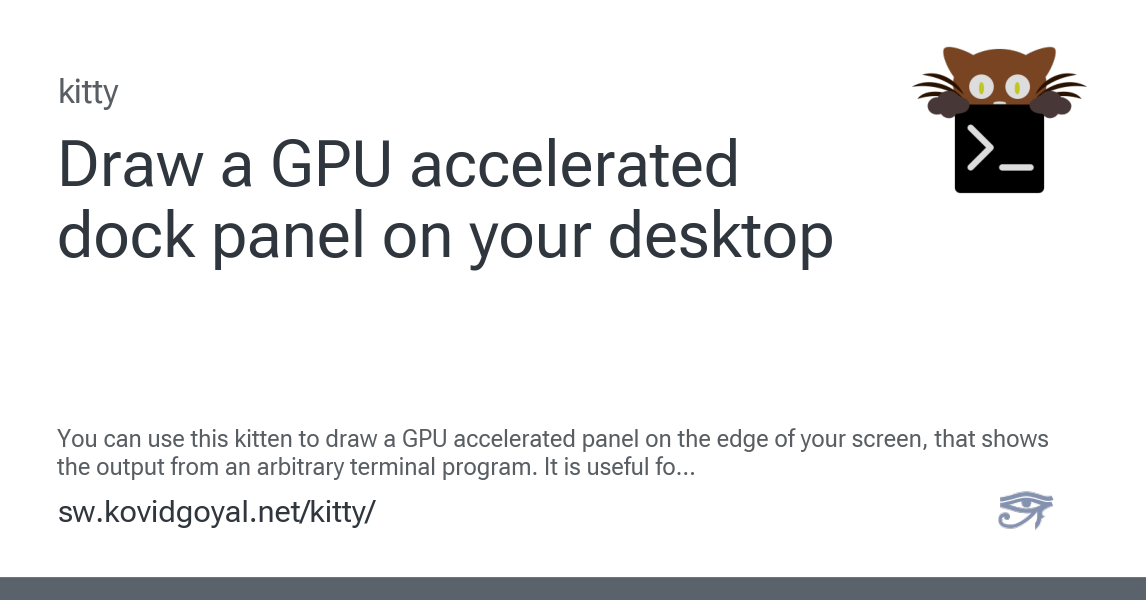 kitty
Draw a GPU accelerated
dock panel on your desktop
You can use this kitten to draw a GPU accelerated panel on the edge of your screen, that shows
the output from an arbitrary terminal program. It is useful fo...
sw.kovidgoyal.net/kitty/